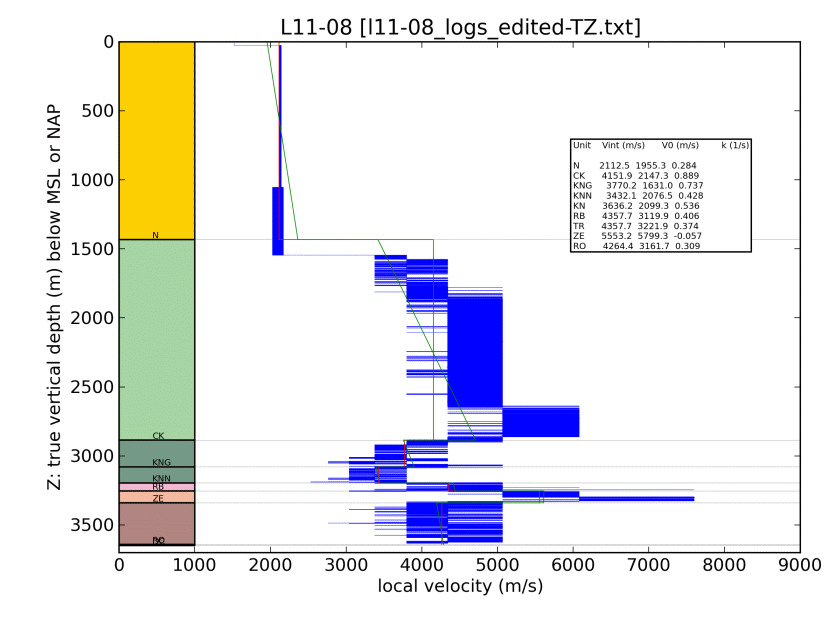 L11-08 [l11-08_logs_edited-TZ.txt]
Z: true vertical depth (m) below MSL or NAP
0
500
1000
1500
2000
2500
3000
3500
N
CK
KNG
KNN
RB
ZE
Unit Vint (m/s) V0 (m/s) k (1/s)
N 2112.5 1955.3 0.284
CK 4151.9 2147.3 0.889
KNG 3770.2 1631.0 0.737
KNN 3432.1 2076.5 0.428
KN 3636.2 2099.3 0.536
RB 4357.7 3119.9 0.406
TR 4357.7 3221.9 0.374
ZE 5553.2 5799.3 -0.057
RO 4264.4 3161.7 0.309
0 1000 2000 3000 4000 5000 6000 7000 8000 9000
local velocity (m/s)